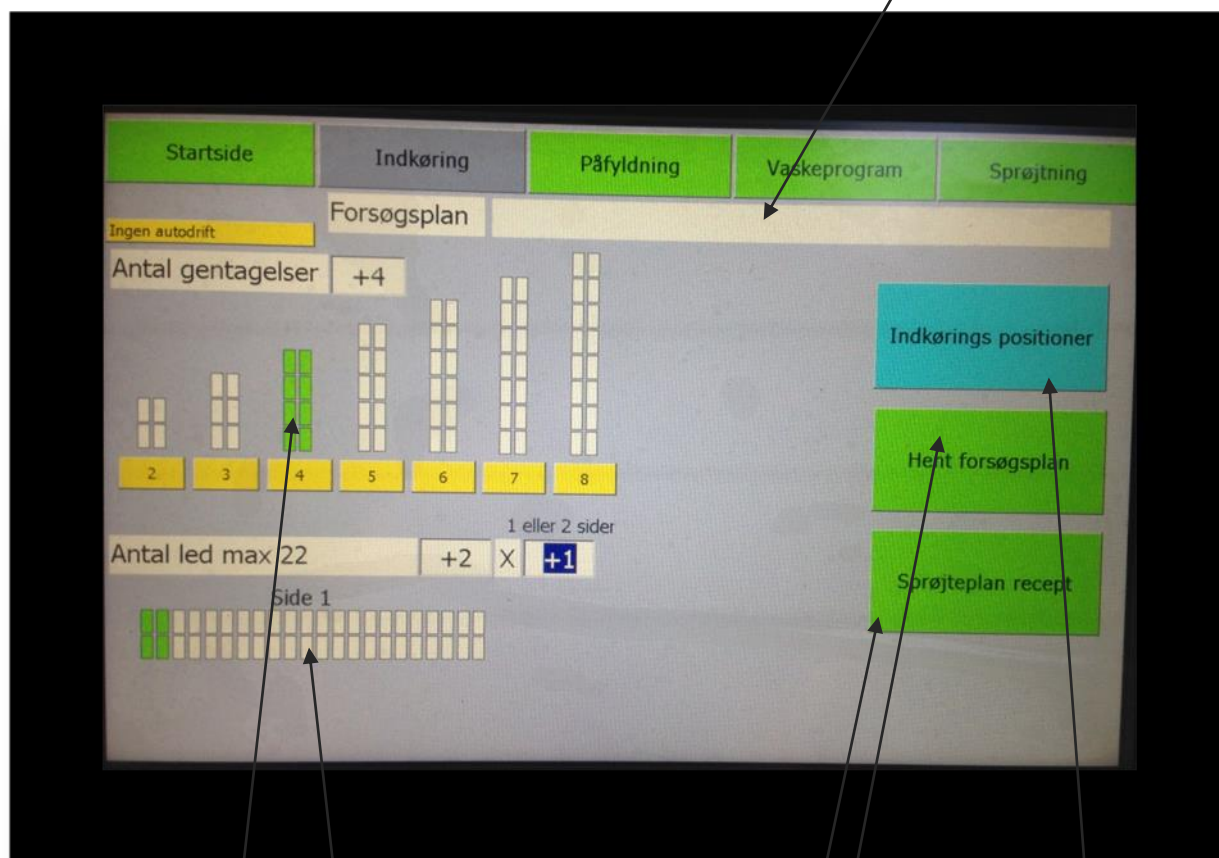 Startside Indkøring Påfyldning Vaskeprogram Sprøjtning
Ingen autodrift
Forsøgsplan
Antal gentagelser +4
Indkørings positioner
Hent forsøgsplan
2 3 4 5 6 7 8
1 eller 2 sider
Antal led max 22 +2 X +1
Sprøjteplan recept
Side 1